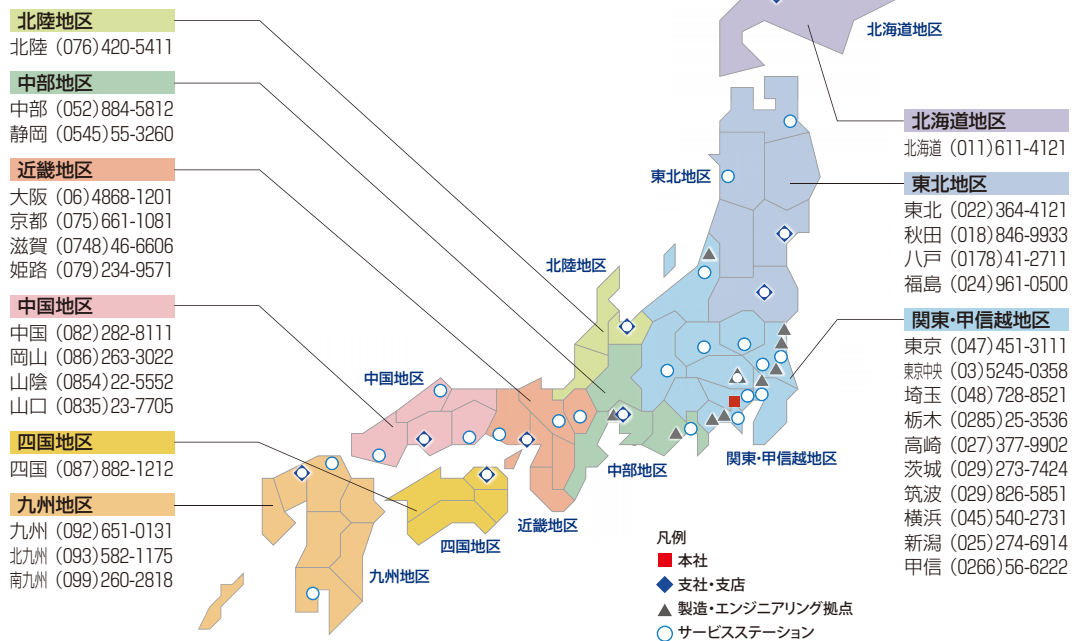 北陸地区
北陸 (076)420-5411
中部地区
中部 (052)884-5812
静岡 (0545)55-3260
近畿地区
大阪 (06)4868-1201
京都 (075)661-1081
滋賀 (0748)46-6606
姫路 (079)234-9571
中国地区
中国 (082)282-8111
岡山 (086)263-3022
山陰 (0854)22-5552
山口 (0835)23-7705
四国地区
四国 (087)882-1212
九州地区
九州 (092)651-0131
北九州 (093)582-1175
南九州 (099)260-2818
北海道地区
東北地区
北陸地区
中国地区
中部地区
関東・甲信越地区
近畿地区
四国地区
九州地区
凡例
本社
支社・支店
製造・エンジニアリング拠点
サービスステーション
北海道地区
北海道 (011)611-4121
東北地区
東北 (022)364-4121
秋田 (018)846-9933
八戸 (0178)41-2711
福島 (024)961-0500
関東・甲信越地区
東京 (047)451-3111
東京中央 (03)5245-0358
埼玉 (048)728-8521
栃木 (0285)25-3536
高崎 (027)377-9902
茨城 (029)273-7424
筑波 (029)826-5851
横浜 (045)540-2731
新潟 (025)274-6914
甲信 (0266)56-6222